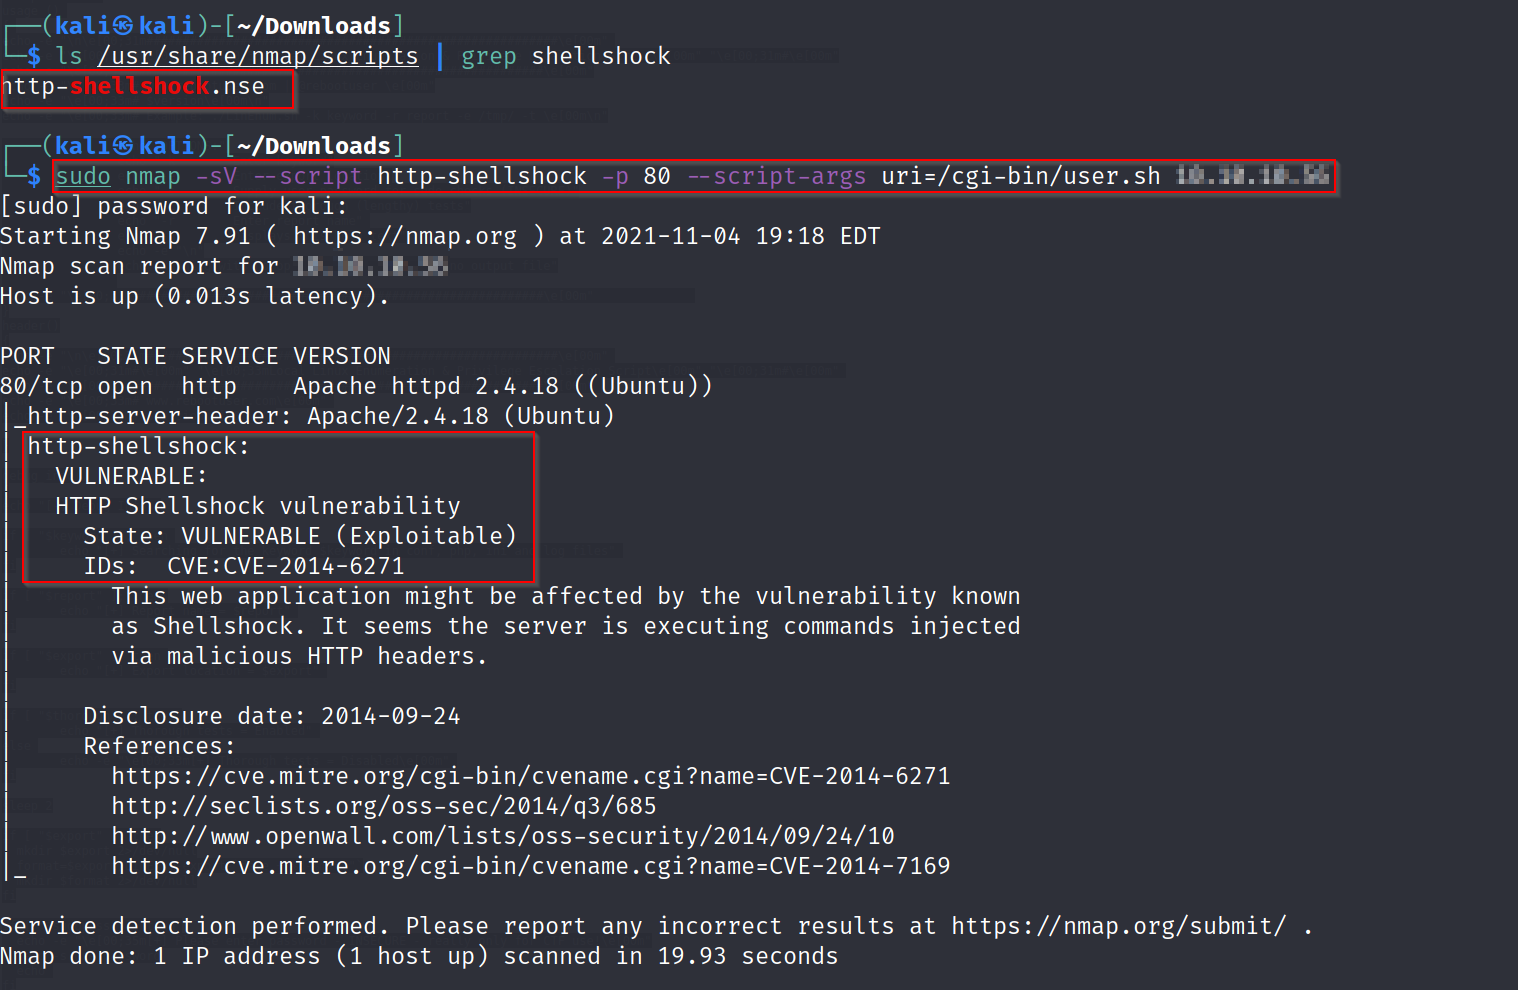 ┌──(kali㉿kali)-[~/Downloads]
└─$ ls /usr/share/nmap/scripts | grep shellshock
http-shellshock.nse
┌──(kali㉿kali)-[~/Downloads]
└─$ sudo nmap -sV --script http-shellshock -p 80 --script-args uri=/cgi-bin/user.sh
[sudo] password for kali:
Starting Nmap 7.91 ( https://nmap.org ) at 2021-11-04 19:18 EDT
Nmap scan report for
Host is up (0.013s latency).
PORT   STATE SERVICE VERSION
80/tcp open  http    Apache httpd 2.4.18 ((Ubuntu))
|_http-server-header: Apache/2.4.18 (Ubuntu)
| http-shellshock:
|   VULNERABLE:
|   HTTP Shellshock vulnerability
|     State: VULNERABLE (Exploitable)
|     IDs:  CVE:CVE-2014-6271
|       This web application might be affected by the vulnerability known
|       as Shellshock. It seems the server is executing commands injected
|       via malicious HTTP headers.
|
|     Disclosure date: 2014-09-24
|     References:
|       https://cve.mitre.org/cgi-bin/cvename.cgi?name=CVE-2014-6271
|       http://seclists.org/oss-sec/2014/q3/685
|       http://www.openwall.com/lists/oss-security/2014/09/24/10
|_      https://cve.mitre.org/cgi-bin/cvename.cgi?name=CVE-2014-7169
Service detection performed. Please report any incorrect results at https://nmap.org/submit/ .
Nmap done: 1 IP address (1 host up) scanned in 19.93 seconds